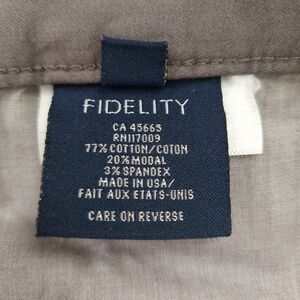 FIDELITY
CA 45665
RN117009
77% COTTON/COTON
20% MODAL
3% SPANDEX
MADE IN USA/
FAIT AUX ETATS-UNIS
CARE ON REVERSE